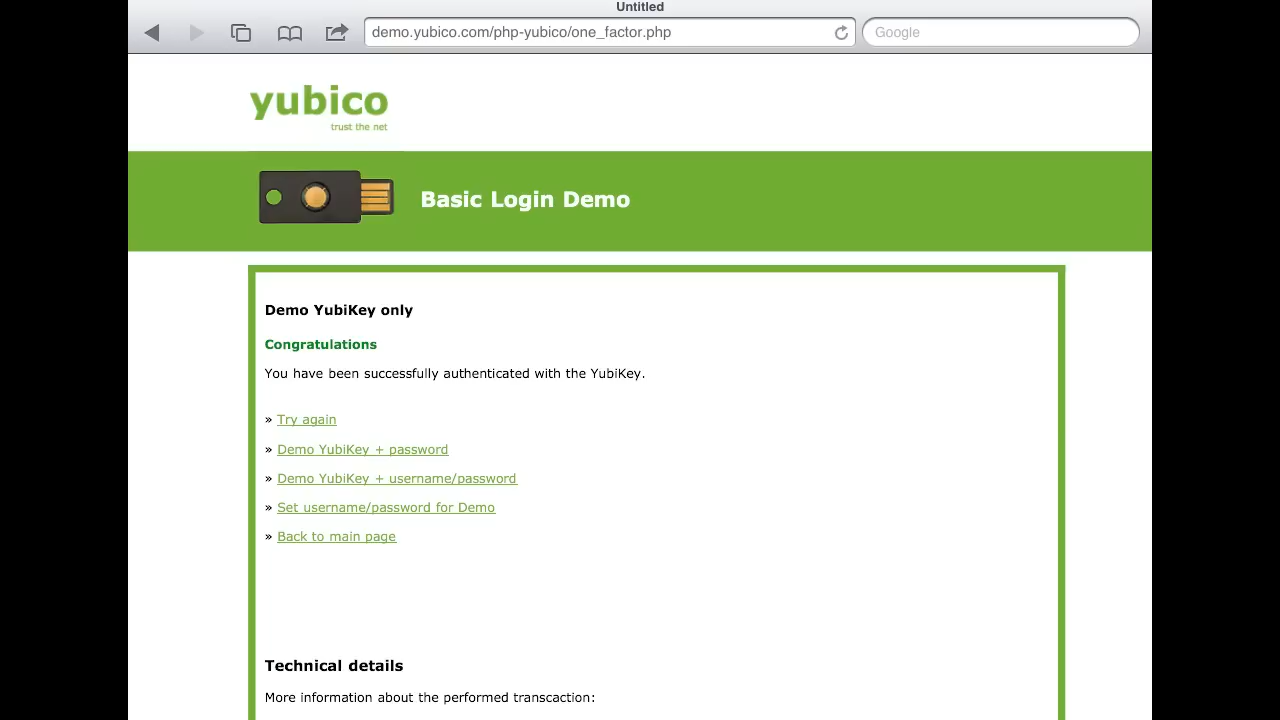 Untitled
demo.yubico.com/php-yubico/one_factor.php
Google
yubico
trust the net
Basic Login Demo
Demo YubiKey only
Congratulations
You have been successfully authenticated with the YubiKey.
» Try again
» Demo YubiKey + password
» Demo YubiKey + username/password
» Set username/password for Demo
» Back to main page
Technical details
More information about the performed transcaction: